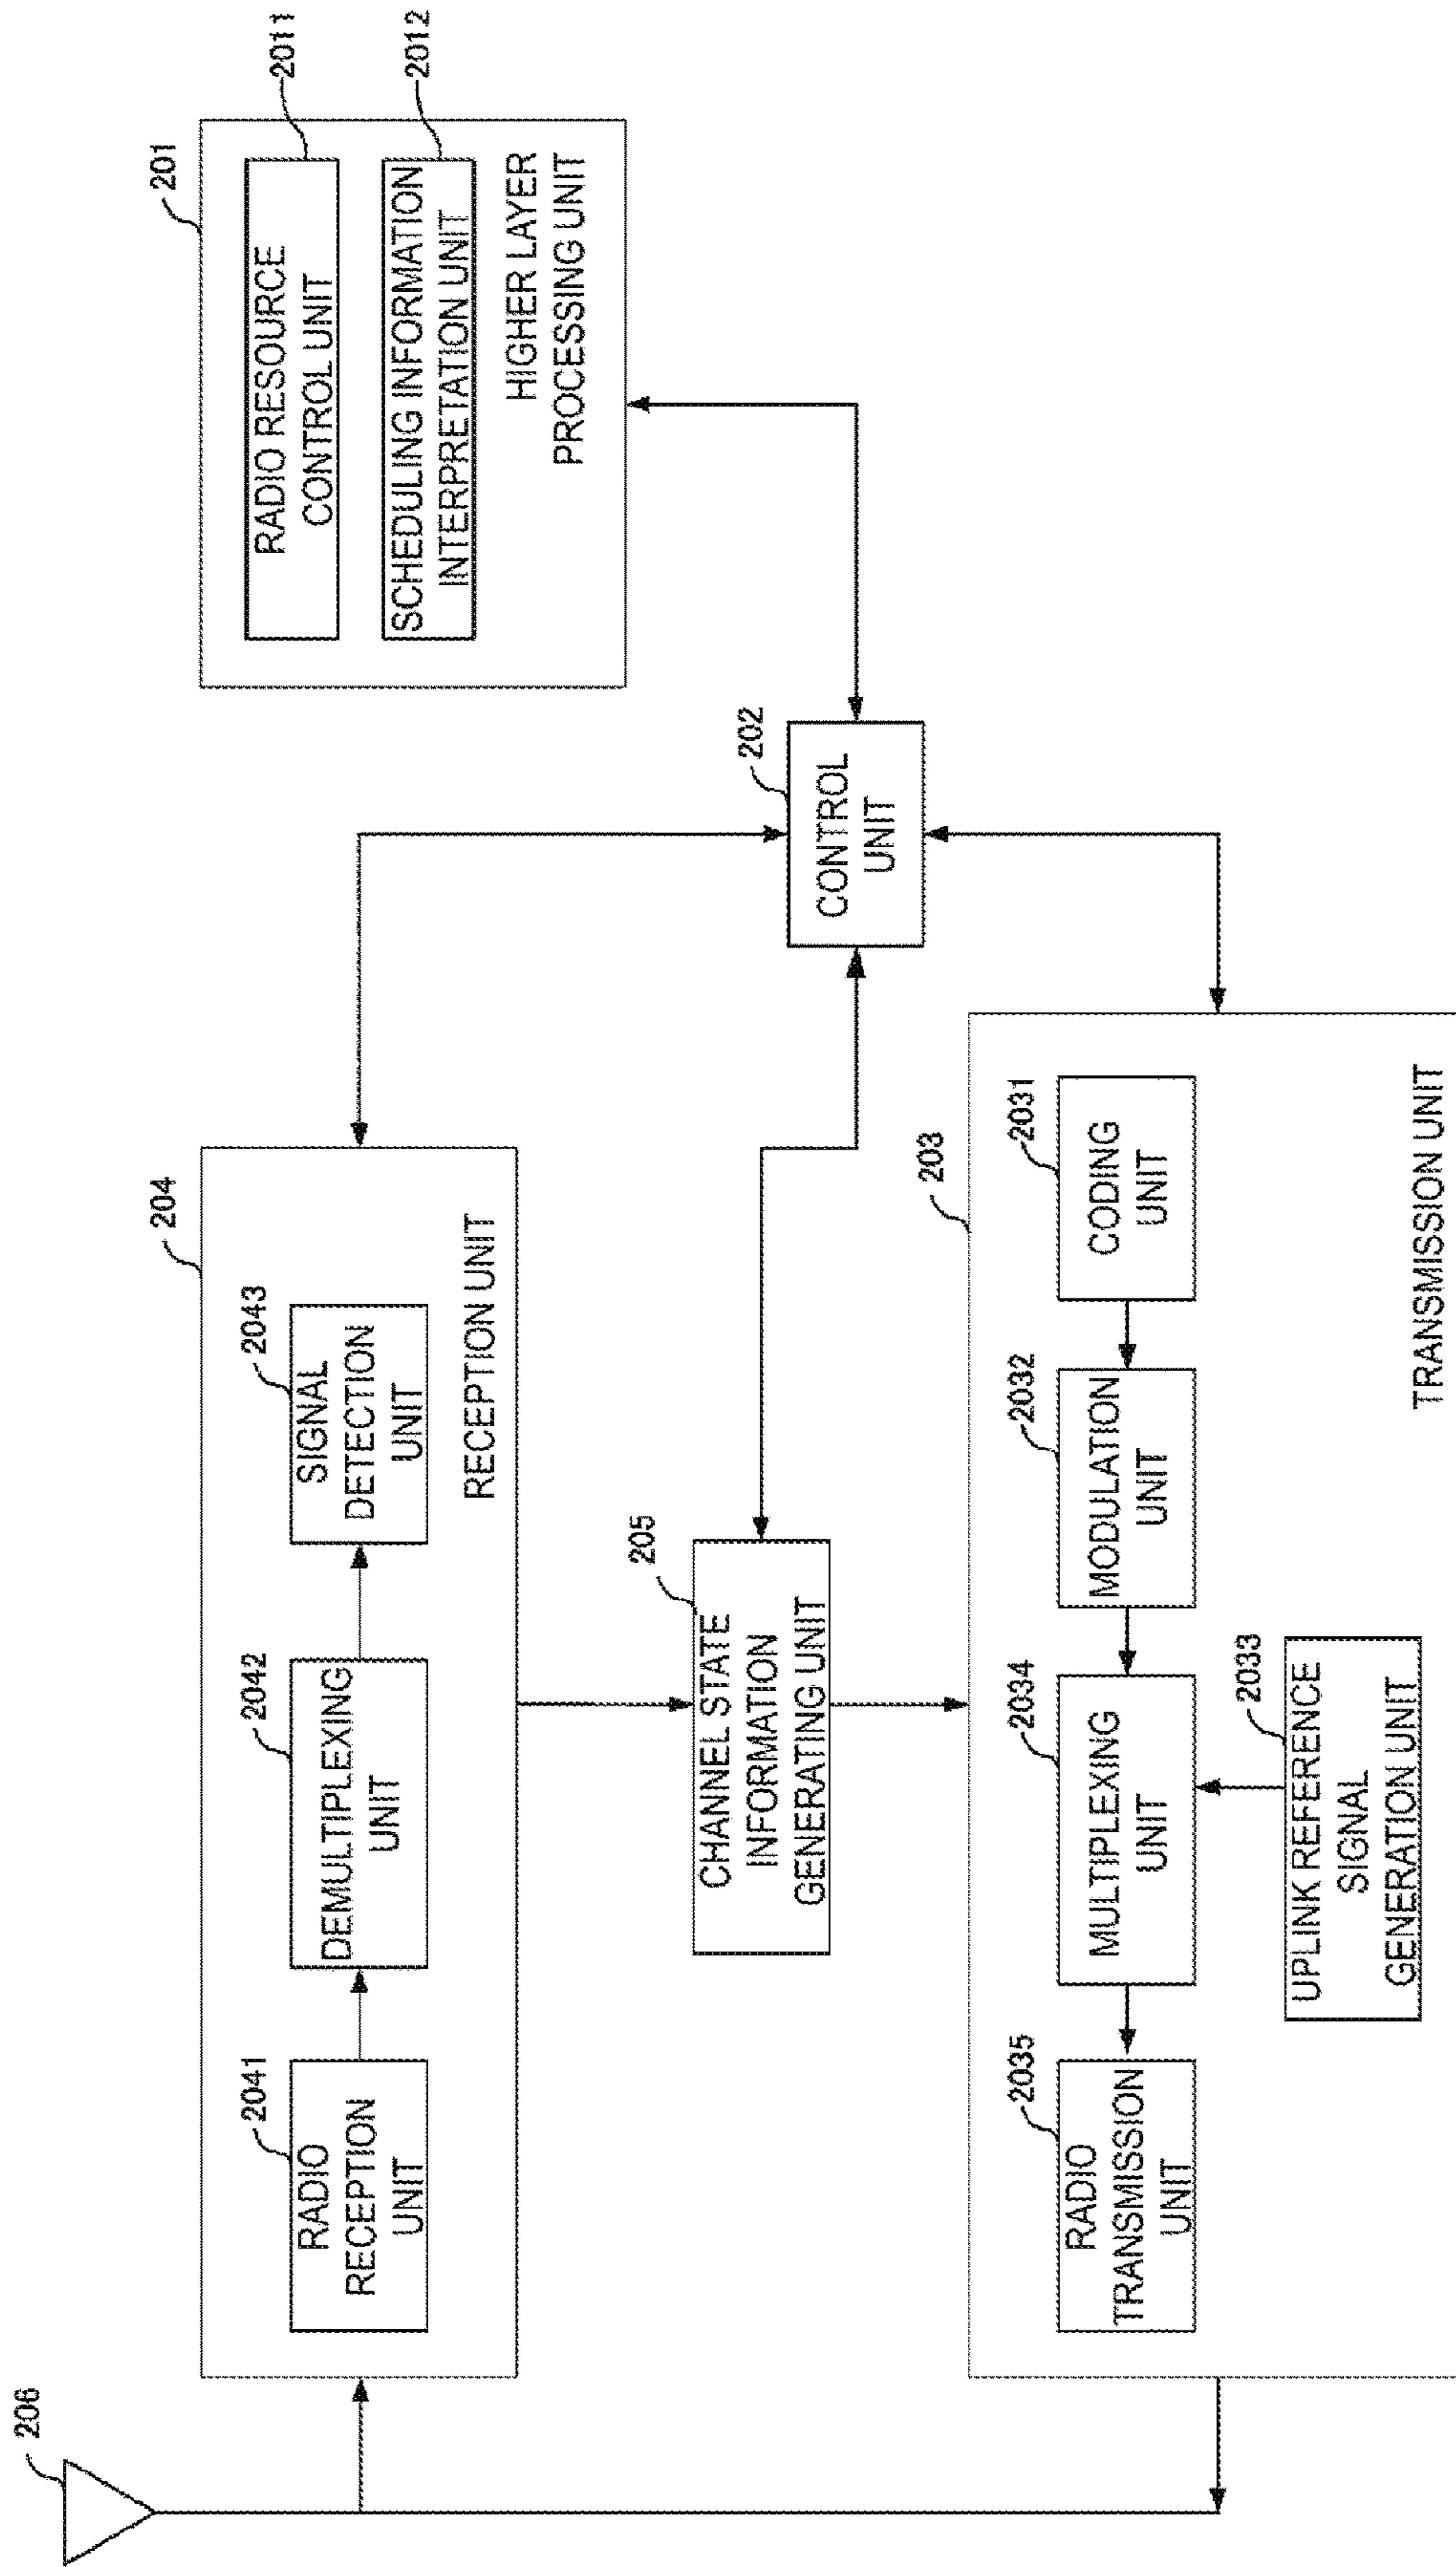 206
204
2041
RADIO
RECEPTION
UNIT
2042
DEMULTIPLEXING
UNIT
2043
SIGNAL
DETECTION
UNIT
RECEPTION UNIT
201
RADIO RESOURCE
CONTROL UNIT
2011
SCHEDULING INFORMATION
INTERPRETATION UNIT
2012
HIGHER LAYER
PROCESSING UNIT
205
CHANNEL STATE
INFORMATION
GENERATING UNIT
202
CONTROL
UNIT
203
2035
RADIO
TRANSMISSION
UNIT
2034
MULTIPLEXING
UNIT
2032
MODULATION
UNIT
2031
CODING
UNIT
2033
UPLINK REFERENCE
SIGNAL
GENERATION UNIT
TRANSMISSION UNIT